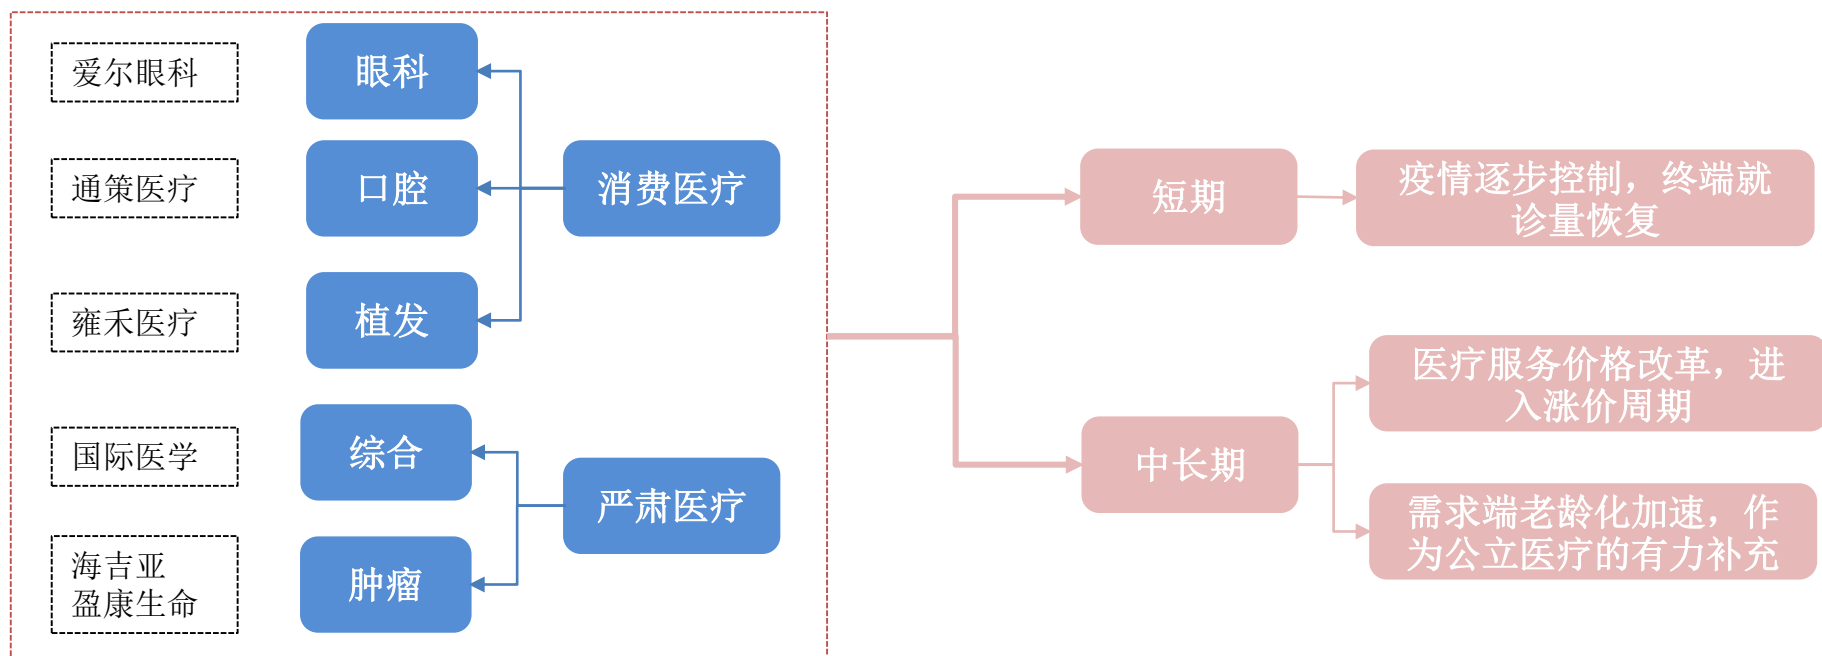 爱尔眼科
眼科
通策医疗
口腔
消费医疗
雍禾医疗
植发
国际医学
综合
严肃医疗
海吉亚
盈康生命
肿瘤
短期
疫情逐步控制，终端就
诊量恢复
中长期
医疗服务价格改革，进
入涨价周期
需求端老龄化加速，作
为公立医疗的有力补充